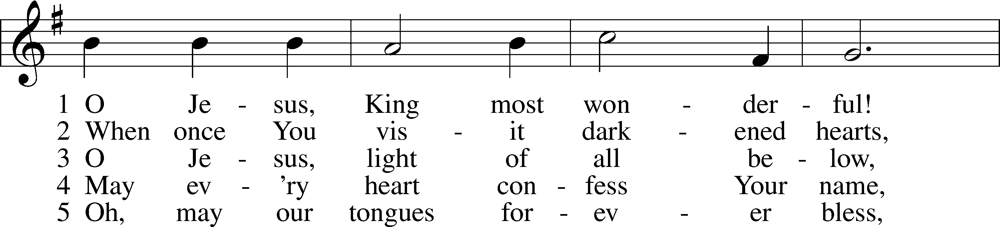 1 O Je - sus, King most won - der - ful!
2 When once You vis - it dark - ened hearts,
3 O Je - sus, light of all be - low,
4 May ev - ’ry heart con - fess Your name,
5 Oh, may our tongues for - ev - er bless,